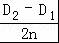 D₂ - D₁
2n